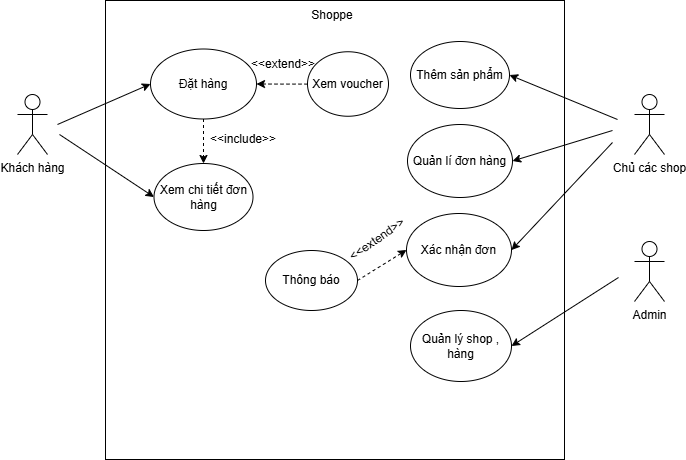 Shoppe
<<extend>>
Đặt hàng
Xem voucher
Thêm sản phẩm
<<include>>
Khách hàng
Quản lí đơn hàng
Chủ các shop
Xem chi tiết đơn
hàng
<<extend>>
Xác nhận đơn
Thông báo
Admin
Quản lý shop ,
hàng